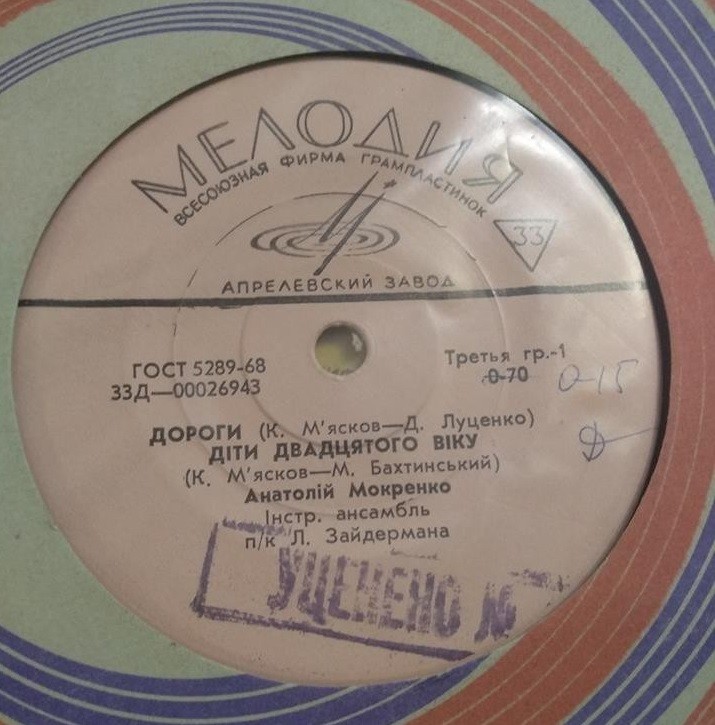 МЕЛОДИЯ
ВСЕСОЮЗНАЯ ФИРМА ГРАМПЛАСТИНОК
33
АПРЕЛЕВСКИЙ ЗАВОД
ГОСТ 5289-68
33Д—00026943
Третья гр.-1
0-70 0-15
ДОРОГИ (К. М'ясков—Д. Луценко)
ДІТИ ДВАДЦЯТОГО ВІКУ
(К. М'ясков—М. Бахтинський)
Анатолій Мокренко
Інстр. ансамбль
п/к Л. Зайдермана
УЦЕНЕНО №